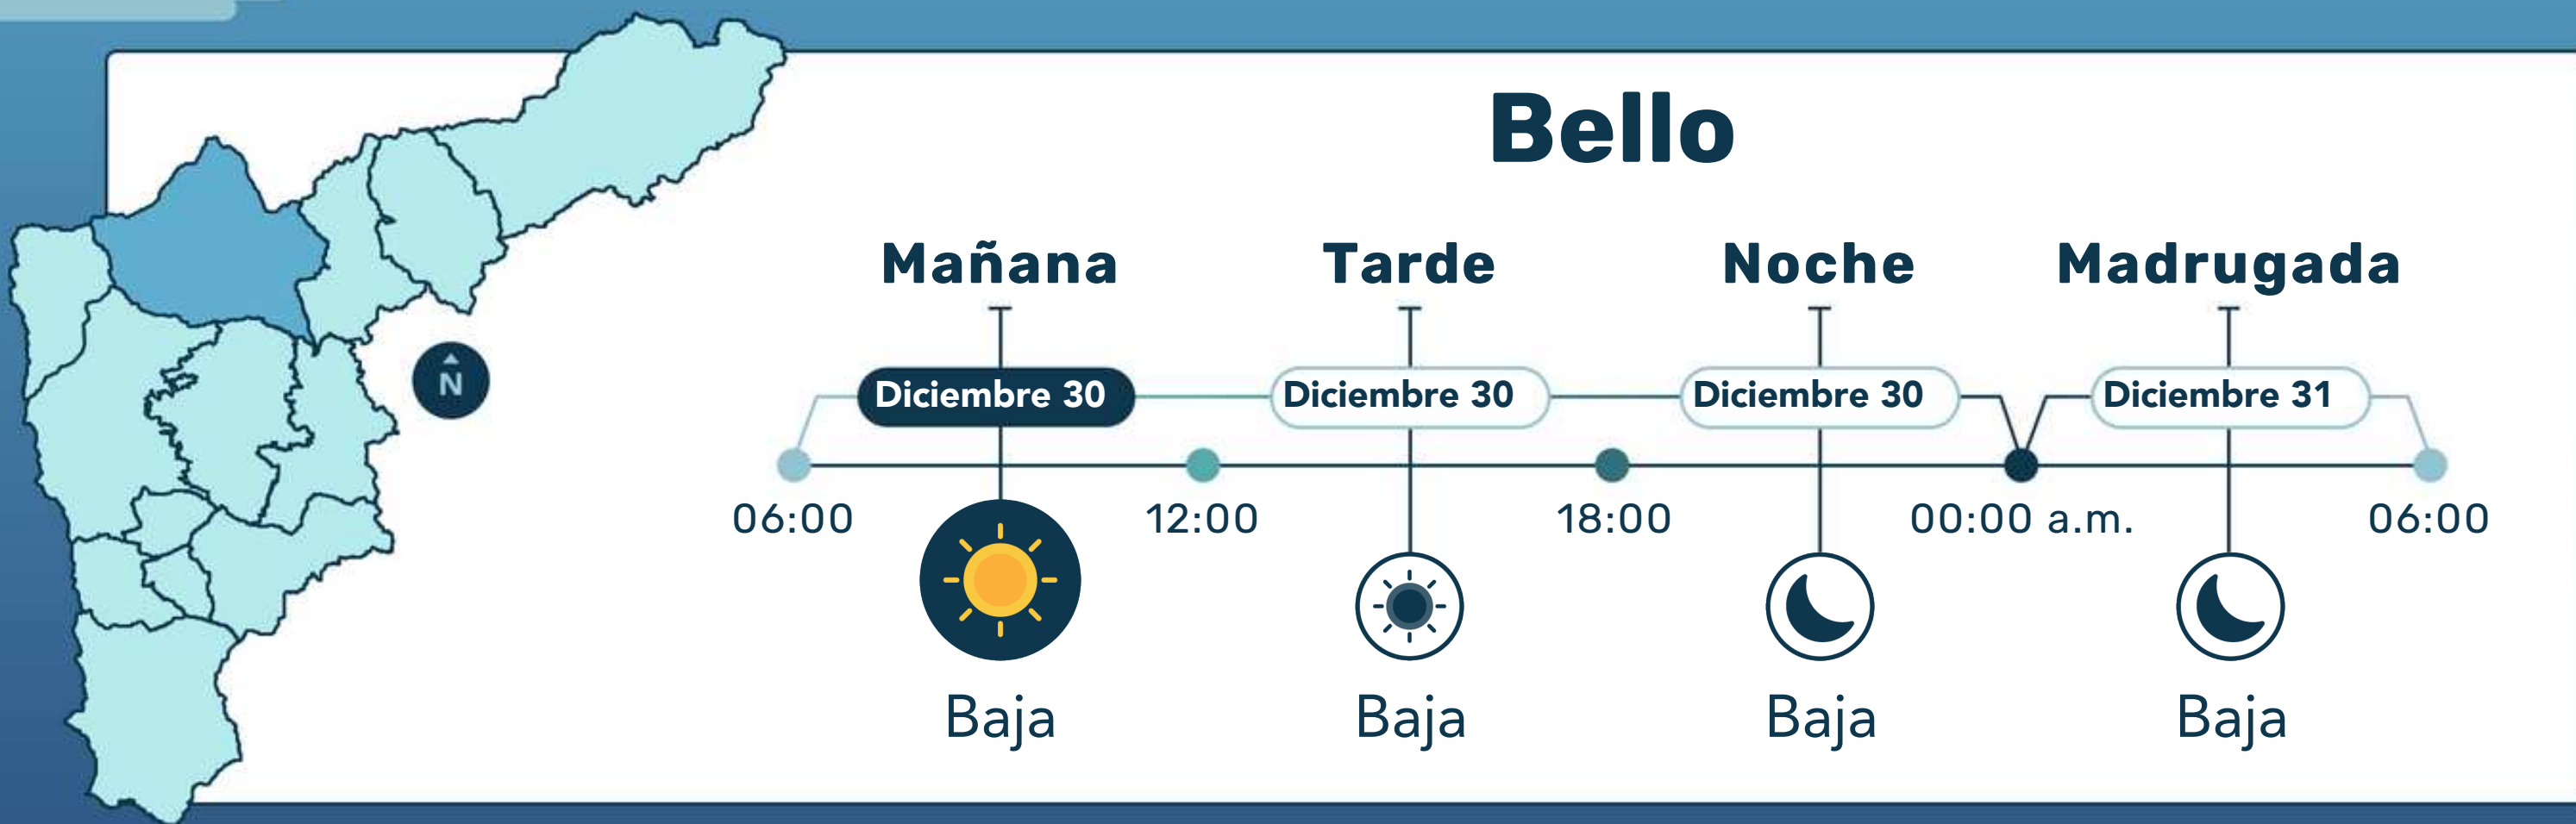 Bello
Mañana Tarde Noche Madrugada
N
Diciembre 30 Diciembre 30 Diciembre 30 Diciembre 31
06:00 12:00 18:00 00:00 a.m. 06:00
Baja Baja Baja Baja